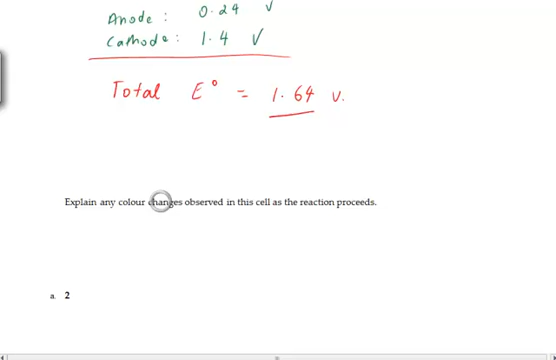 Anode: 0.24 V
Cathode: 1.4 V
Total E° = 1.64 V.
Explain any colour changes observed in this cell as the reaction proceeds.
a. 2